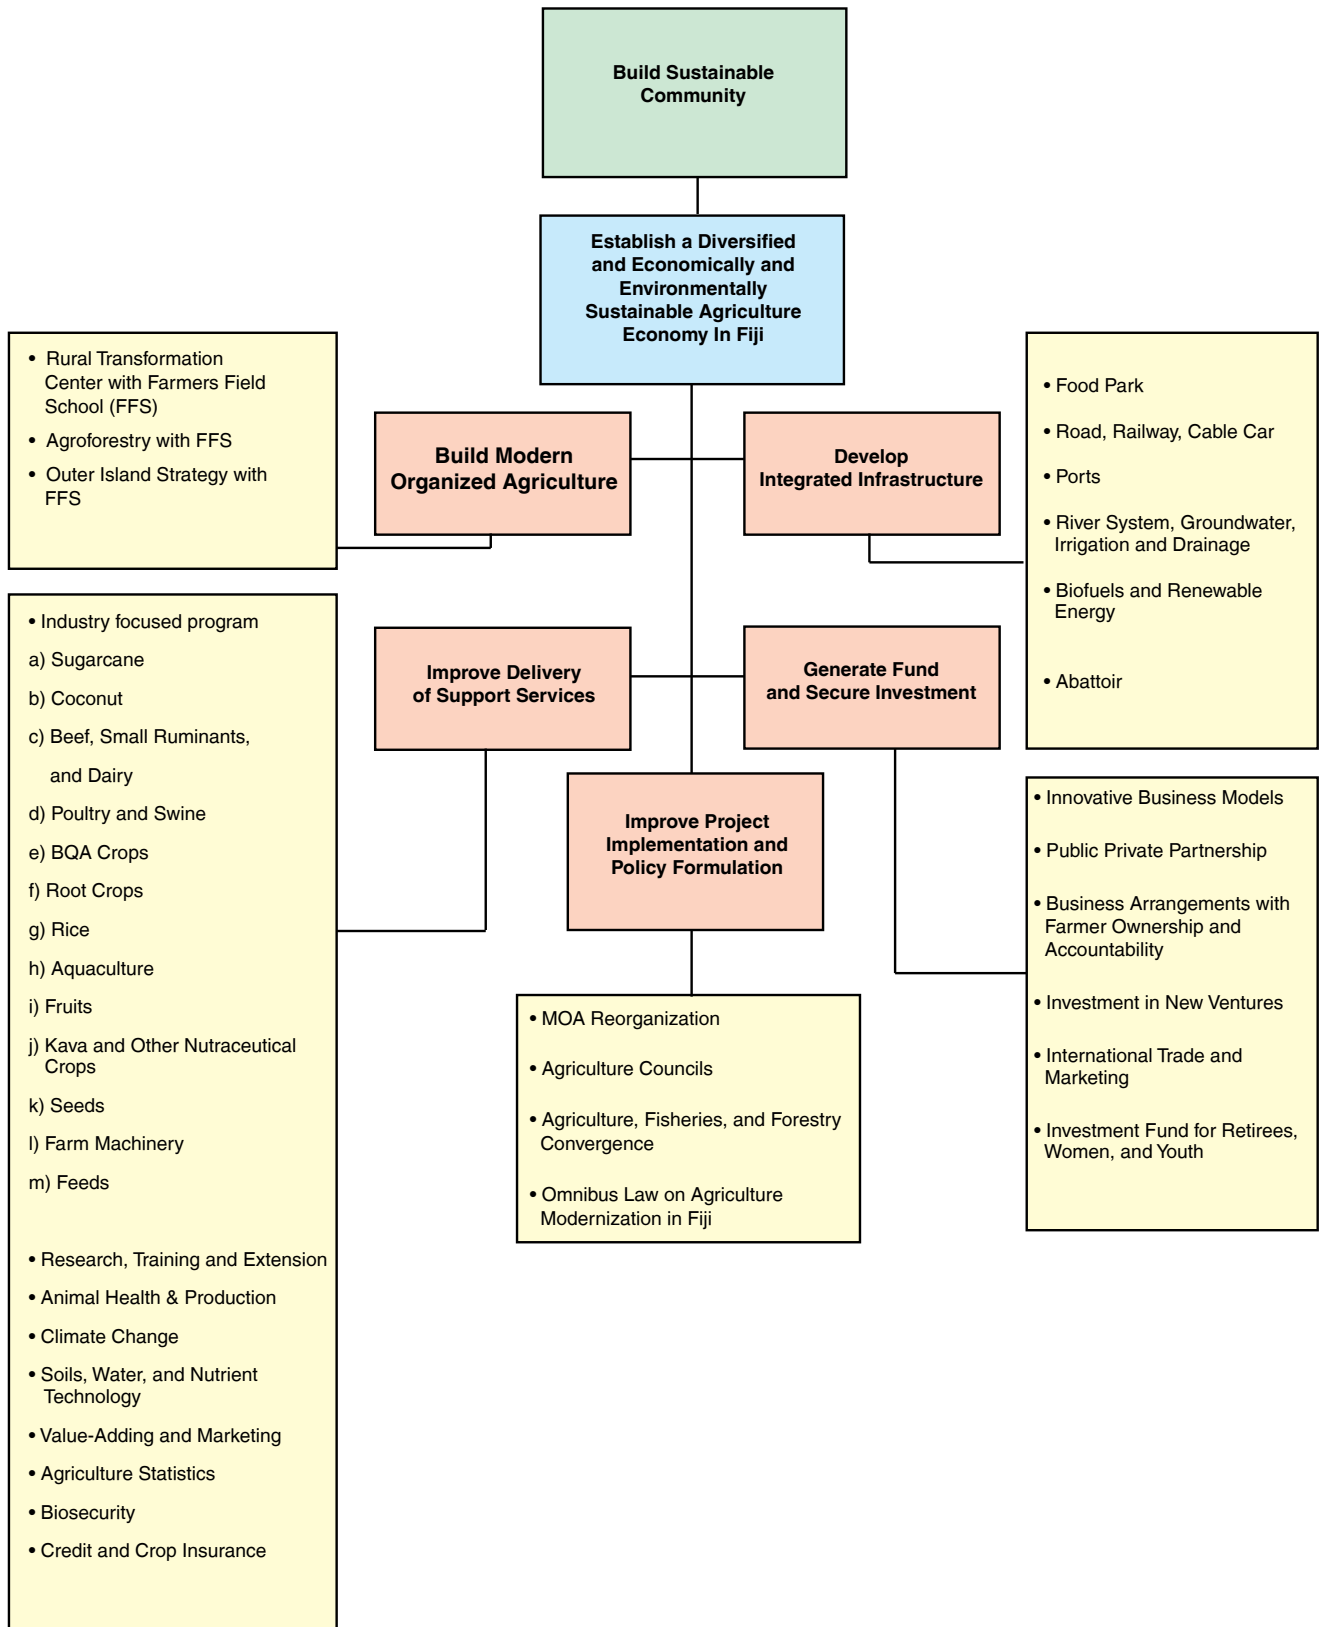 Build Sustainable
Community
Establish a Diversified
and Economically and
Environmentally
Sustainable Agriculture
Economy In Fiji
• Rural Transformation
Center with Farmers Field
School (FFS)
• Agroforestry with FFS
• Outer Island Strategy with
FFS
Build Modern
Organized Agriculture
Develop
Integrated Infrastructure
• Food Park
• Road, Railway, Cable Car
• Ports
• River System, Groundwater,
Irrigation and Drainage
• Biofuels and Renewable
Energy
• Abattoir
• Industry focused program
a) Sugarcane
b) Coconut
c) Beef, Small Ruminants,
and Dairy
d) Poultry and Swine
e) BQA Crops
f) Root Crops
g) Rice
h) Aquaculture
i) Fruits
j) Kava and Other Nutraceutical
Crops
k) Seeds
l) Farm Machinery
m) Feeds
• Research, Training and Extension
• Animal Health & Production
• Climate Change
• Soils, Water, and Nutrient
Technology
• Value-Adding and Marketing
• Agriculture Statistics
• Biosecurity
• Credit and Crop Insurance
Improve Delivery
of Support Services
Generate Fund
and Secure Investment
Improve Project
Implementation and
Policy Formulation
• MOA Reorganization
• Agriculture Councils
• Agriculture, Fisheries, and Forestry
Convergence
• Omnibus Law on Agriculture
Modernization in Fiji
• Innovative Business Models
• Public Private Partnership
• Business Arrangements with
Farmer Ownership and
Accountability
• Investment in New Ventures
• International Trade and
Marketing
• Investment Fund for Retirees,
Women, and Youth